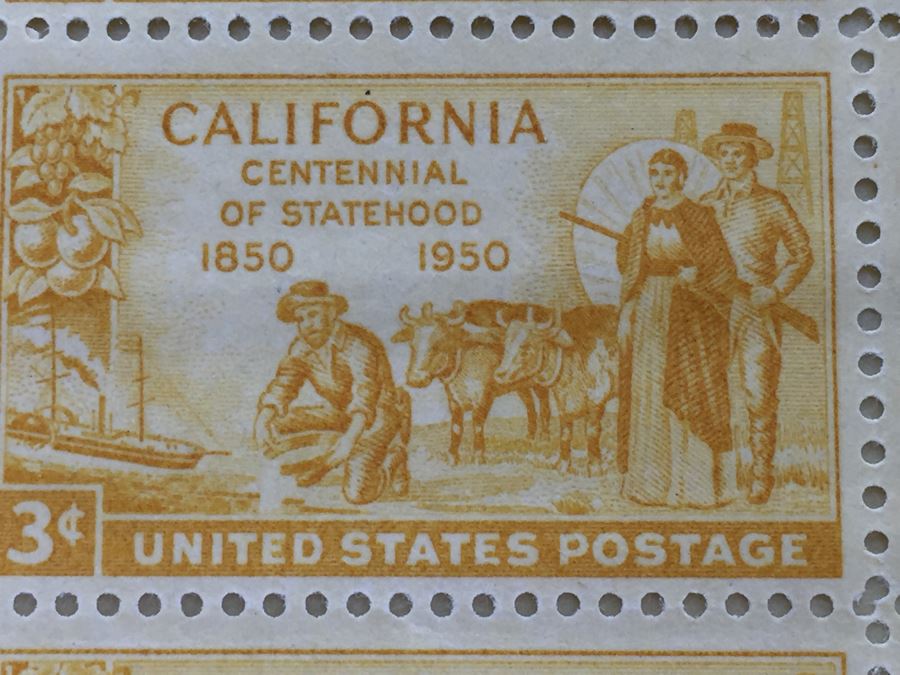 CALIFORNIA
CENTENNIAL
OF STATEHOOD
1850 1950
3¢
UNITED STATES POSTAGE